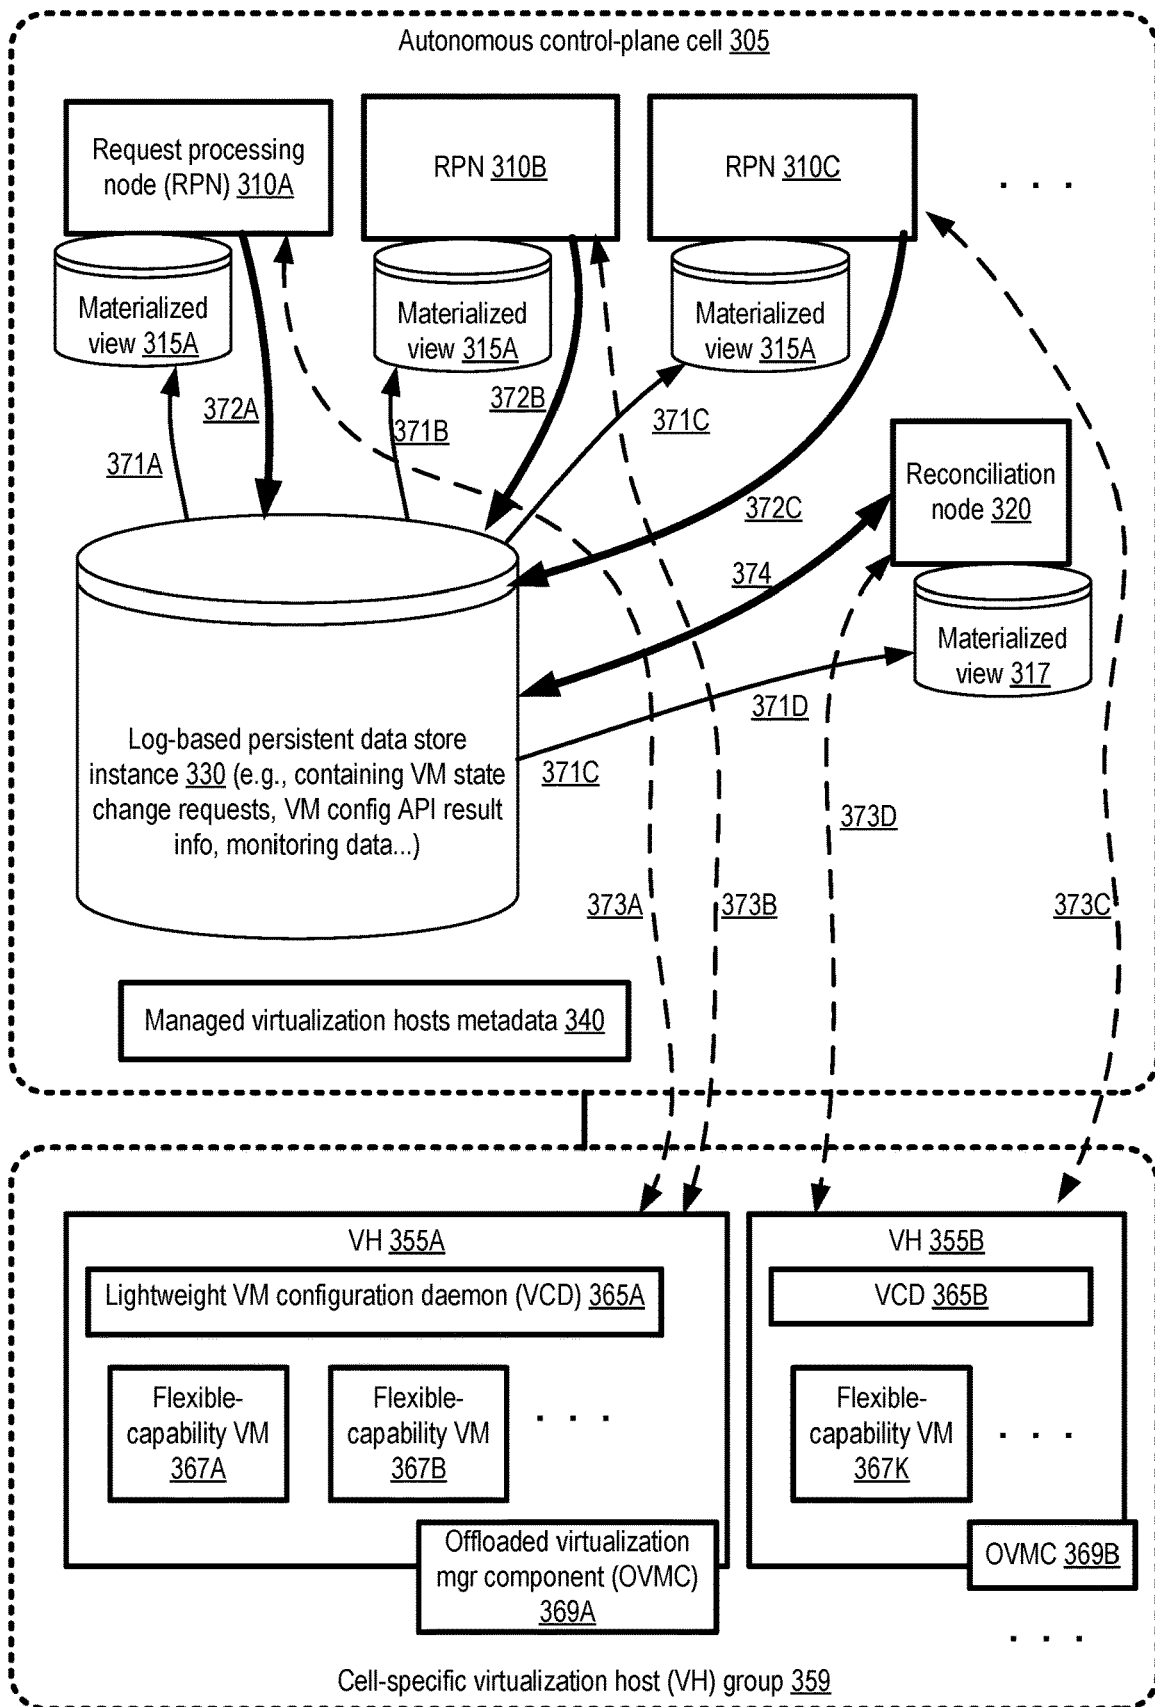 Autonomous control-plane cell 305
Request processing
node (RPN) 310A
RPN 310B
RPN 310C
. . .
Materialized
view 315A
Materialized
view 315A
Materialized
view 315A
372A
372B
371A
371B
371C
372C
Reconciliation
node 320
374
Materialized
view 317
371D
371C
Log-based persistent data store
instance 330 (e.g., containing VM state
change requests, VM config API result
info, monitoring data...)
373D
373A
373B
373C
Managed virtualization hosts metadata 340
VH 355A
Lightweight VM configuration daemon (VCD) 365A
Flexible-
capability VM
367A
Flexible-
capability VM
367B
. . .
Offloaded virtualization
mgr component (OVMC)
369A
VH 355B
VCD 365B
Flexible-
capability VM
367K
. . .
OVMC 369B
. . .
Cell-specific virtualization host (VH) group 359